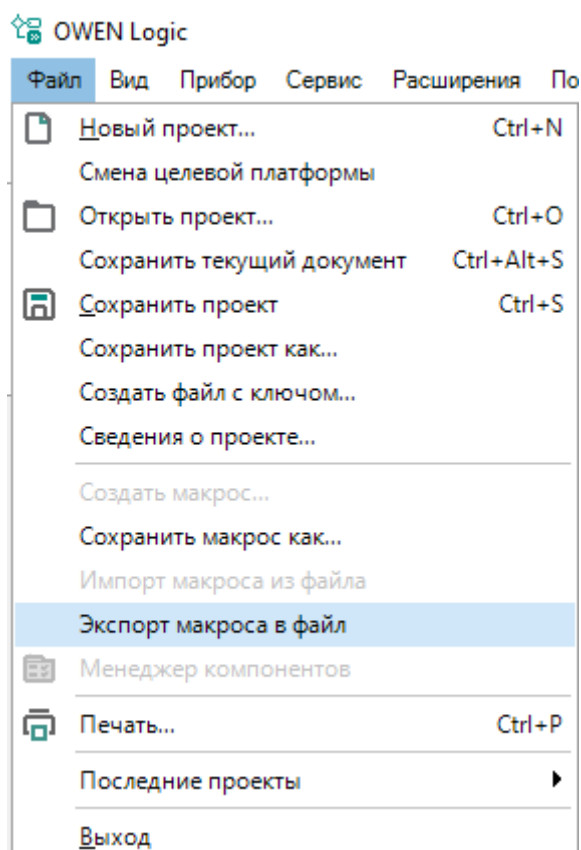 OWEN Logic
Файл Вид Прибор Сервис Расширения По
Новый проект... Ctrl+N
Смена целевой платформы
Открыть проект... Ctrl+O
Сохранить текущий документ Ctrl+Alt+S
Сохранить проект Ctrl+S
Сохранить проект как...
Создать файл с ключом...
Сведения о проекте...
Создать макрос...
Сохранить макрос как...
Импорт макроса из файла
Экспорт макроса в файл
Менеджер компонентов
Печать... Ctrl+P
Последние проекты
Выход